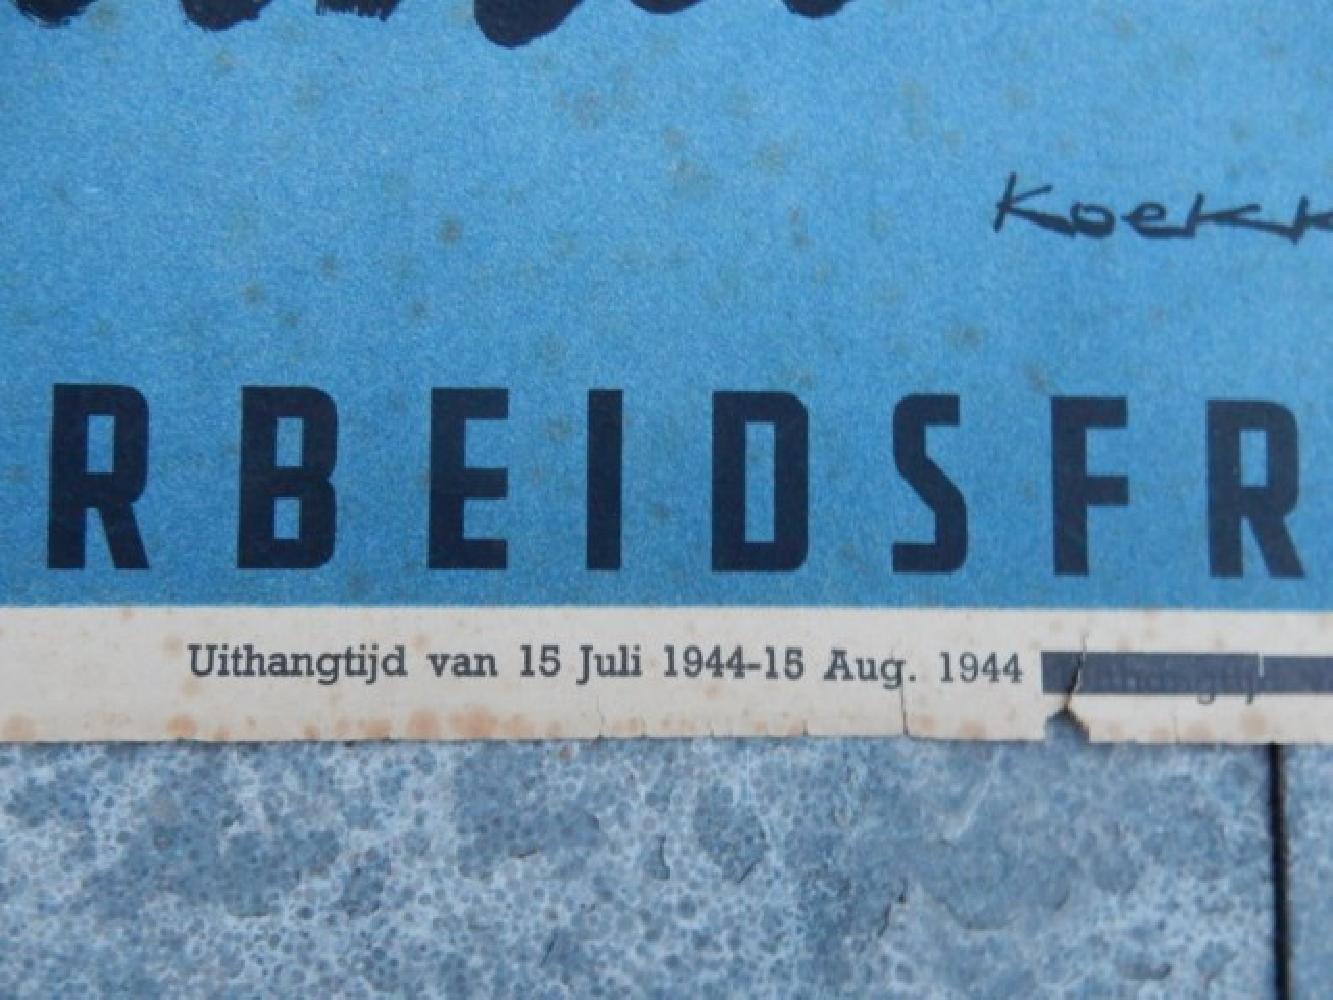 Koekk
RBEIDSFR
Uithangtijd van 15 Juli 1944-15 Aug. 1944